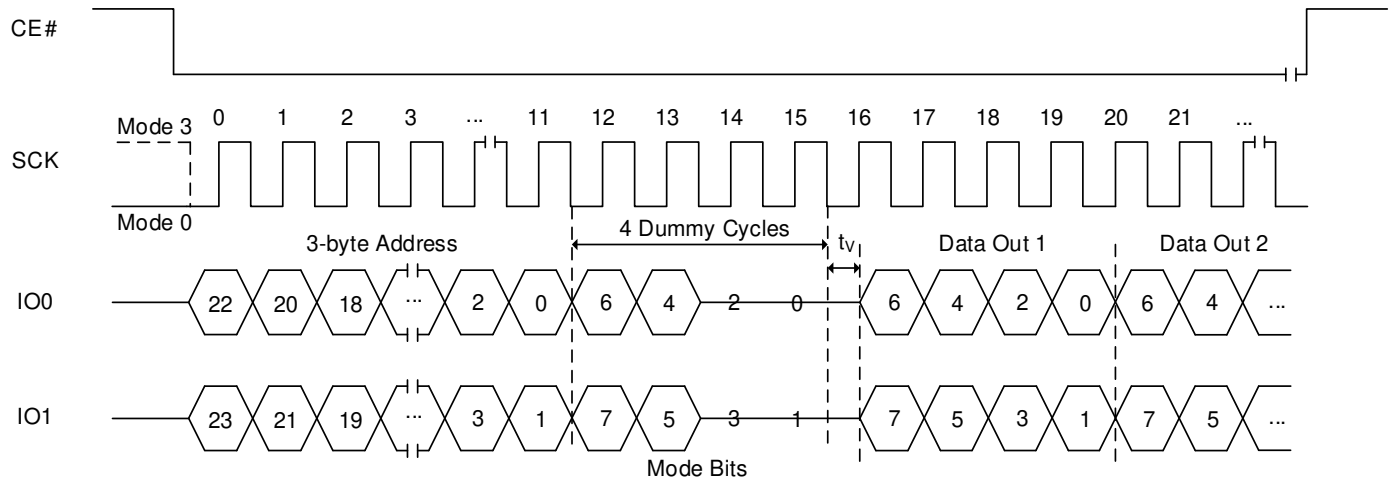 CE#
0 1 2 3 ... 11 12 13 14 15 16 17 18 19 20 21 ...
Mode 3
SCK
Mode 0
3-byte Address 4 Dummy Cycles tV Data Out 1 Data Out 2
IO0 22 20 18 ... 2 0 6 4 2 0 6 4 2 0 6 4 ...
IO1 23 21 19 ... 3 1 7 5 3 1 7 5 3 1 7 5 ...
Mode Bits